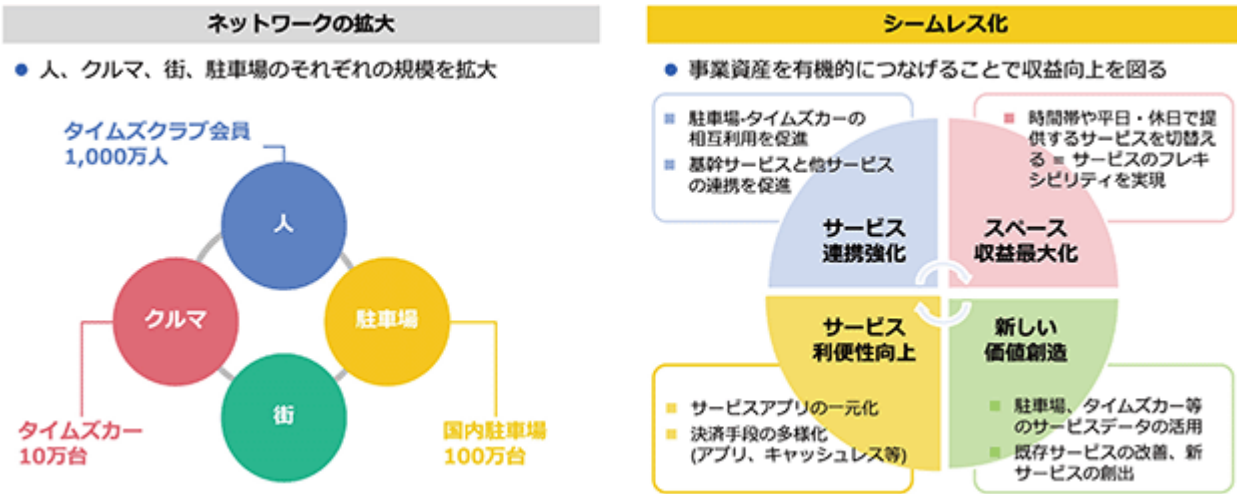 ネットワークの拡大
人、クルマ、街、駐車場のそれぞれの規模を拡大
タイムズクラブ会員
1,000万人
人
クルマ
駐車場
街
タイムズカー
10万台
国内駐車場
100万台
シームレス化
事業資産を有機的につなげることで収益向上を図る
駐車場-タイムズカーの
相互利用を促進
基幹サービスと他サービス
の連携を促進
時間帯や平日・休日で提
供するサービスを切替え
る = サービスのフレキ
シビリティを実現
サービス
連携強化
スペース
収益最大化
サービス
利便性向上
新しい
価値創造
サービスアプリの一元化
決済手段の多様化
(アプリ、キャッシュレス等)
駐車場、タイムズカー等
のサービスデータの活用
既存サービスの改善、新
サービスの創出